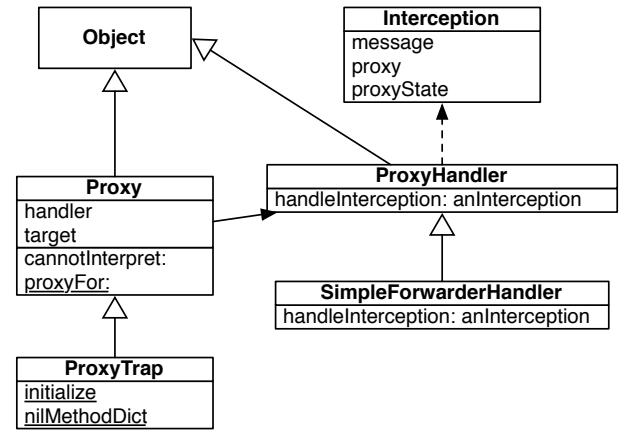 Object
Interception
message
proxy
proxyState
ProxyHandler
handleInterception: anInterception
Proxy
handler
target
cannotInterpret:
proxyFor:
SimpleForwarderHandler
handleInterception: anInterception
ProxyTrap
initialize
nilMethodDict